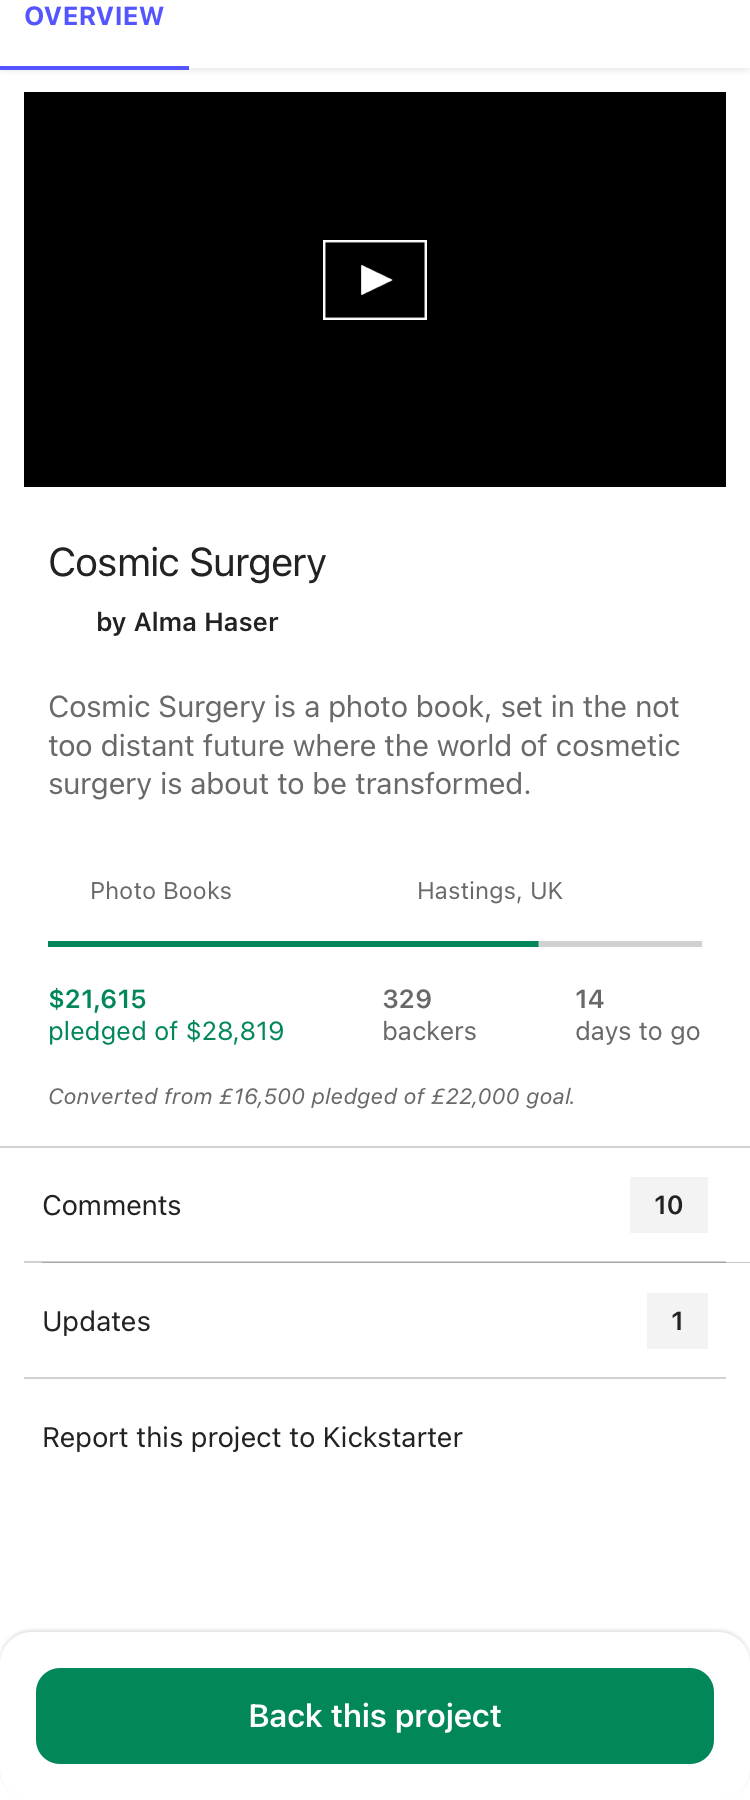 OVERVIEW
Cosmic Surgery
by Alma Haser
Cosmic Surgery is a photo book, set in the not
too distant future where the world of cosmetic
surgery is about to be transformed.
Photo Books
Hastings, UK
$21,615
pledged of $28,819
329
backers
14
days to go
Converted from £16,500 pledged of £22,000 goal.
Comments
10
Updates
1
Report this project to Kickstarter
Back this project